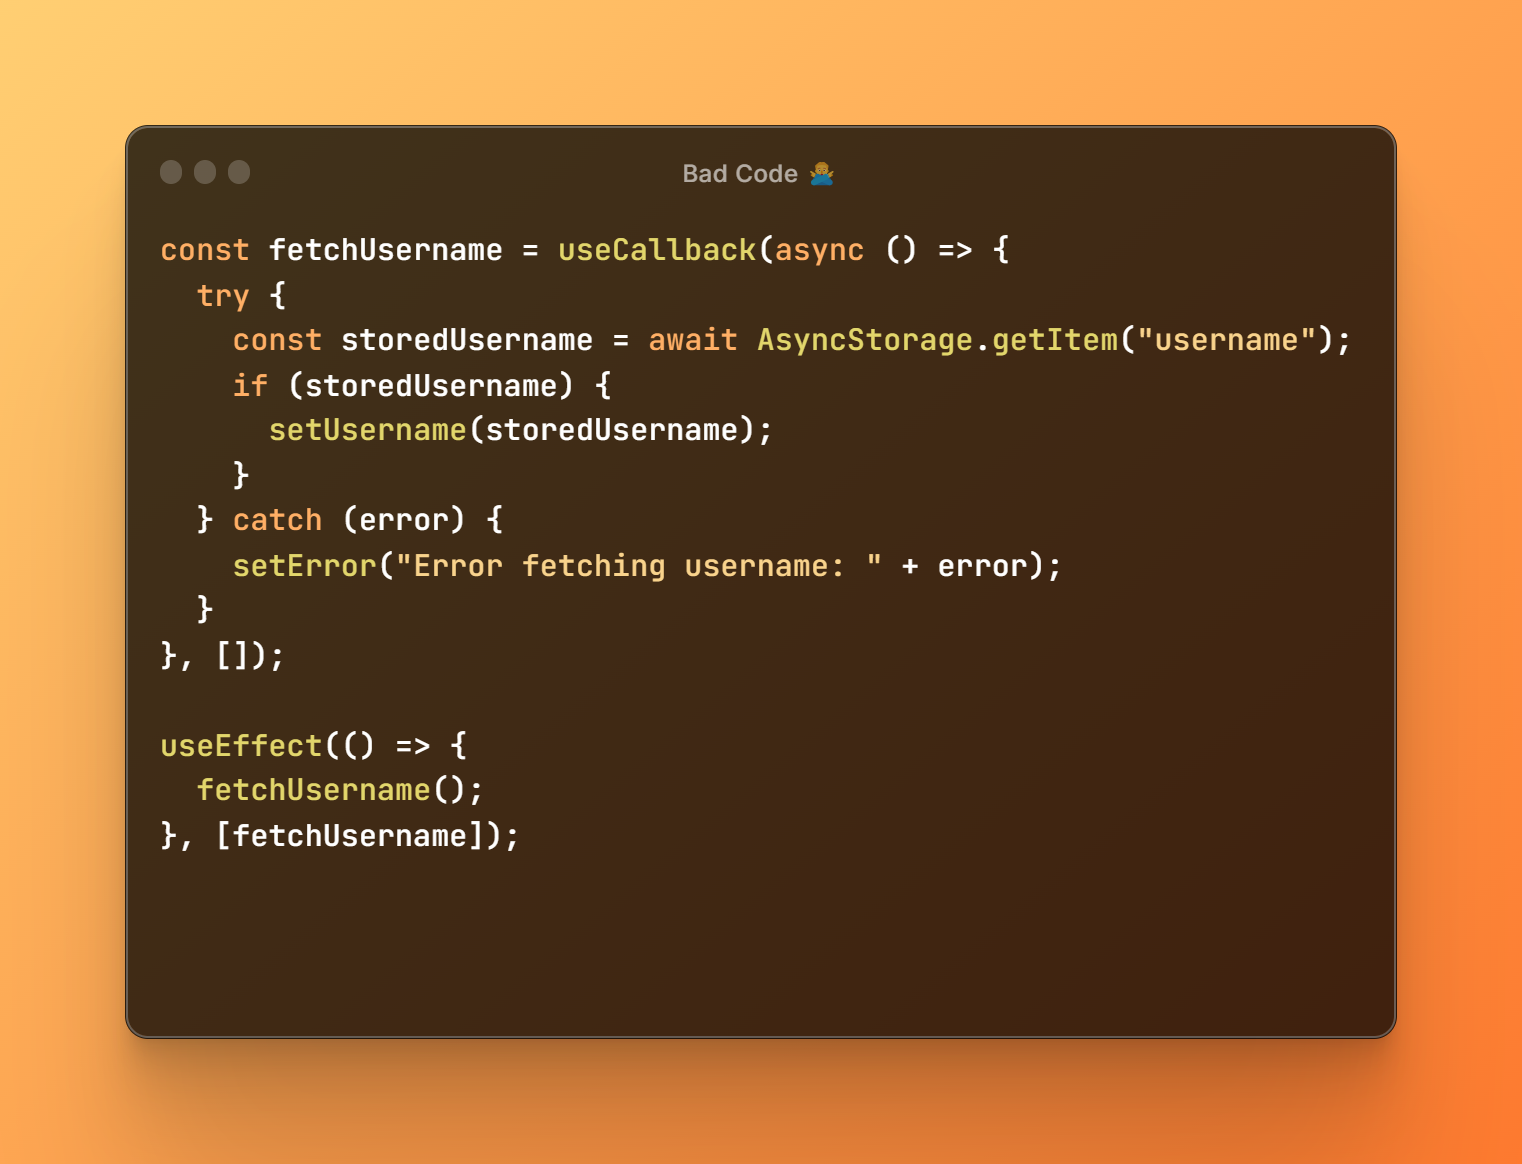 Bad Code 🙅
const fetchUsername = useCallback(async () => {
  try {
    const storedUsername = await AsyncStorage.getItem("username");
    if (storedUsername) {
      setUsername(storedUsername);
    }
  } catch (error) {
    setError("Error fetching username: " + error);
  }
}, []);

useEffect(() => {
  fetchUsername();
}, [fetchUsername]);